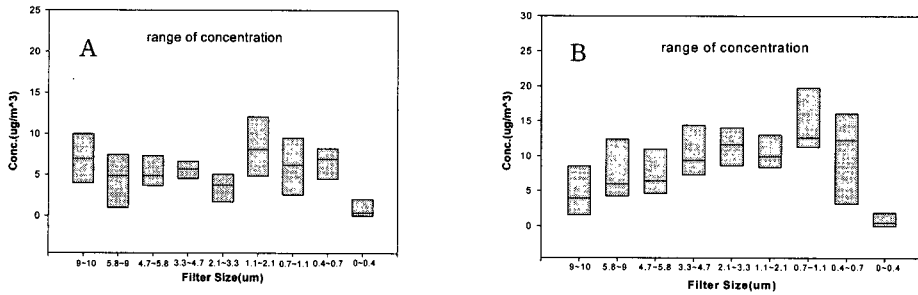 A
range of concentration
Conc.(ug/m^3)
25
20
15
10
5
0
9~10 5.8~9 4.7~5.8 3.3~4.7 2.1~3.3 1.1~2.1 0.7~1.1 0.4~0.7 0~0.4
Filter Size(um)
B
range of concentration
Conc.(ug/m^3)
30
25
20
15
10
5
0
9~10 5.8~9 4.7~5.8 3.3~4.7 2.1~3.3 1.1~2.1 0.7~1.1 0.4~0.7 0~0.4
Filter Size(um)